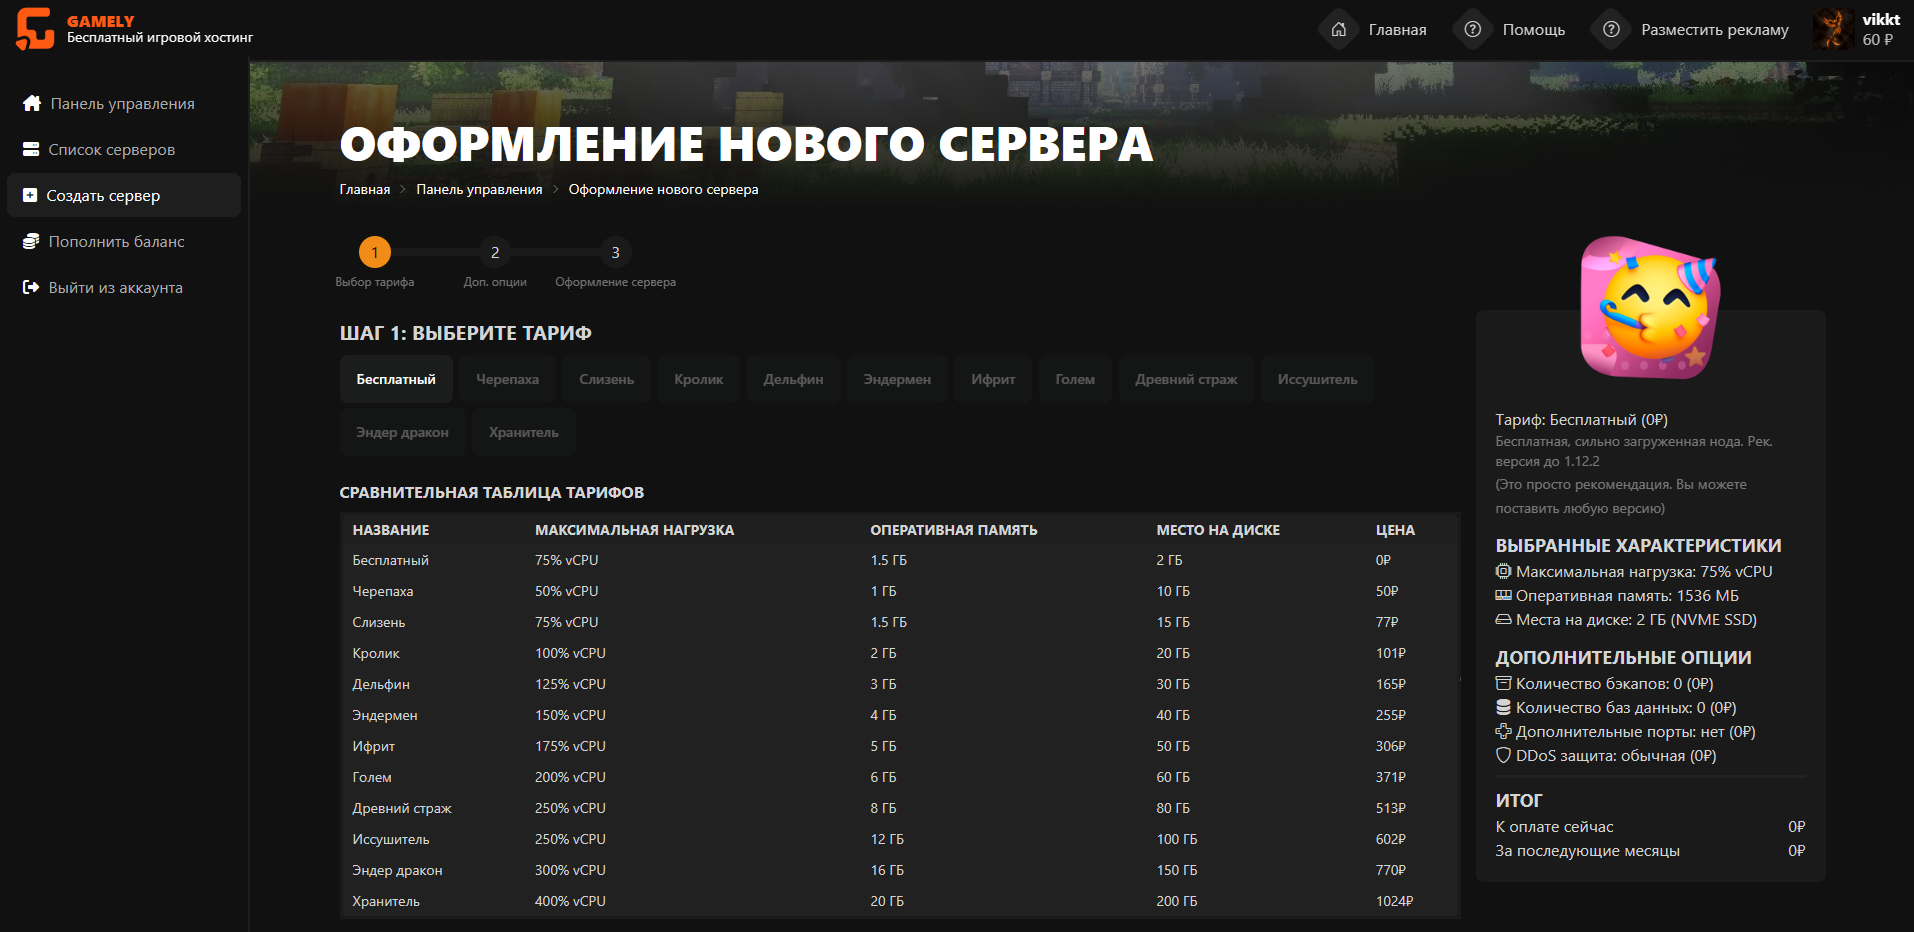 GAMELY
Бесплатный игровой хостинг
Главная
Помощь
Разместить рекламу
vikkt
60 ₽
Панель управления
Список серверов
Создать сервер
Пополнить баланс
Выйти из аккаунта
ОФОРМЛЕНИЕ НОВОГО СЕРВЕРА
Главная > Панель управления > Оформление нового сервера
1 2 3
Выбор тарифа Доп. опции Оформление сервера
ШАГ 1: ВЫБЕРИТЕ ТАРИФ
Бесплатный Черепаха Слизень Кролик Дельфин Эндермен Ифрит Голем Древний страж Иссушитель
Эндер дракон Хранитель
СРАВНИТЕЛЬНАЯ ТАБЛИЦА ТАРИФОВ
НАЗВАНИЕ МАКСИМАЛЬНАЯ НАГРУЗКА ОПЕРАТИВНАЯ ПАМЯТЬ МЕСТО НА ДИСКЕ ЦЕНА
Бесплатный 75% vCPU 1.5 ГБ 2 ГБ 0₽
Черепаха 50% vCPU 1 ГБ 10 ГБ 50₽
Слизень 75% vCPU 1.5 ГБ 15 ГБ 77₽
Кролик 100% vCPU 2 ГБ 20 ГБ 101₽
Дельфин 125% vCPU 3 ГБ 30 ГБ 165₽
Эндермен 150% vCPU 4 ГБ 40 ГБ 255₽
Ифрит 175% vCPU 5 ГБ 50 ГБ 306₽
Голем 200% vCPU 6 ГБ 60 ГБ 371₽
Древний страж 250% vCPU 8 ГБ 80 ГБ 513₽
Иссушитель 250% vCPU 12 ГБ 100 ГБ 602₽
Эндер дракон 300% vCPU 16 ГБ 150 ГБ 770₽
Хранитель 400% vCPU 20 ГБ 200 ГБ 1024₽
Тариф: Бесплатный (0₽)
Бесплатная, сильно загруженная нода. Рек.
версия до 1.12.2
(Это просто рекомендация. Вы можете
поставить любую версию)
ВЫБРАННЫЕ ХАРАКТЕРИСТИКИ
Максимальная нагрузка: 75% vCPU
Оперативная память: 1536 МБ
Места на диске: 2 ГБ (NVME SSD)
ДОПОЛНИТЕЛЬНЫЕ ОПЦИИ
Количество бэкапов: 0 (0₽)
Количество баз данных: 0 (0₽)
Дополнительные порты: нет (0₽)
DDoS защита: обычная (0₽)
ИТОГ
К оплате сейчас 0₽
За последующие месяцы 0₽